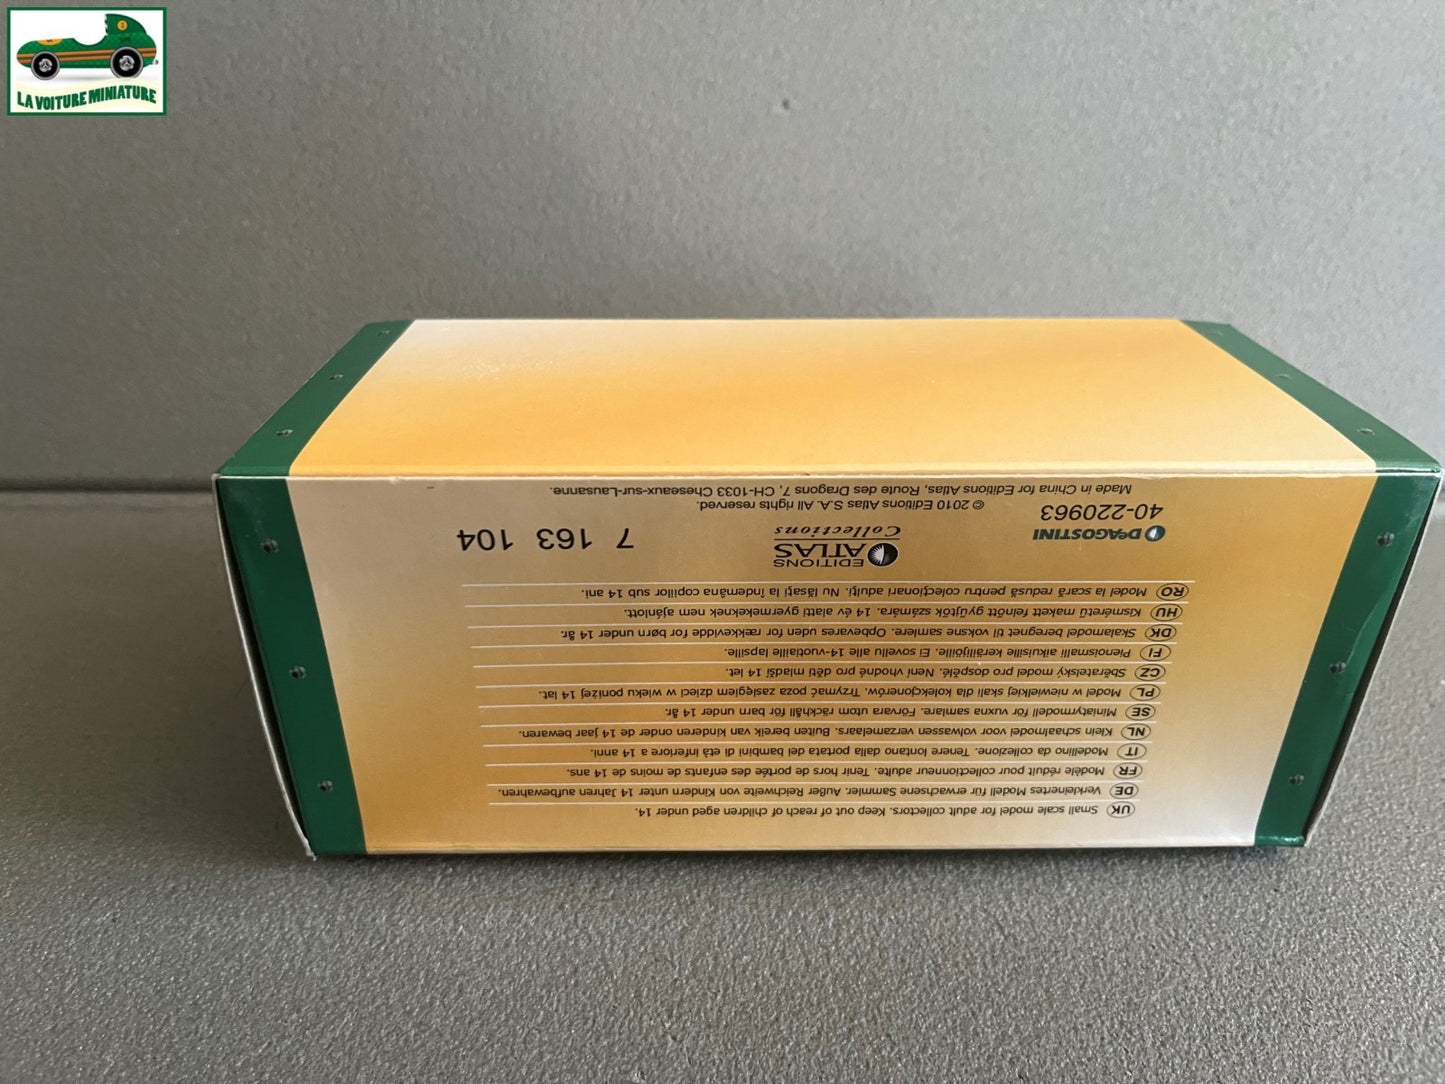 LA VOITURE MINIATURE
UK Small scale model for adult collectors. Keep out of reach of children aged under 14.
DE Verkleinertes Modell für erwachsene Sammler. Außer Reichweite von Kindern unter 14 Jahren aufbewahren.
FR Modèle réduit pour collectionneur adulte. Tenir hors de portée des enfants de moins de 14 ans.
IT Modellino da collezione. Tenere lontano dalla portata dei bambini di età inferiore a 14 anni.
NL Klein schaalmodel voor volwassen verzamelaars. Buiten bereik van kinderen onder de 14 jaar bewaren.
SE Miniatyrmodell för vuxna samlare. Förvara utom räckhåll för barn under 14 år.
PL Model w niewielkiej skali dla kolekcjonerów. Trzymać poza zasięgiem dzieci w wieku poniżej 14 lat.
CZ Sběratelský model pro dospělé. Není vhodné pro děti mladší 14 let.
FI Pienoismalli aikuisille keräilijöille. Ei sovellu alle 14-vuotiaille lapsille.
DK Skalamodel beregnet til voksne samlere. Opbevares uden for rækkevidde for børn under 14 år.
HU Kisméretű makett felnőtt gyűjtők számára. 14 év alatti gyermekeknek nem ajánlott.
RO Model la scară redusă pentru colecţionari adulţi. Nu lăsaţi la îndemâna copiilor sub 14 ani.
DeAGOSTINI
40-220963
EDITIONS
ATLAS
Collections
7 163 104
© 2010 Editions Atlas S.A. All rights reserved.
Made in China for Editions Atlas, Route des Dragons 7, CH-1033 Cheseaux-sur-Lausanne.